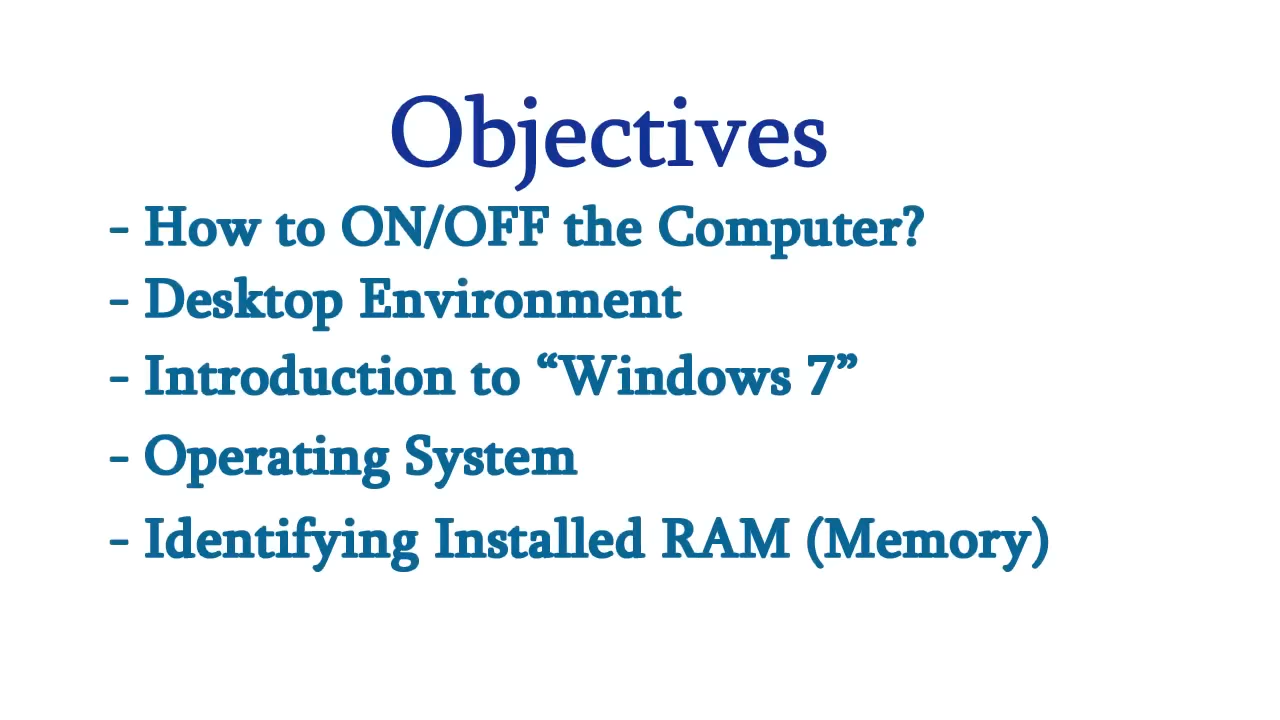 Objectives
- How to ON/OFF the Computer?
- Desktop Environment
- Introduction to “Windows 7”
- Operating System
- Identifying Installed RAM (Memory)